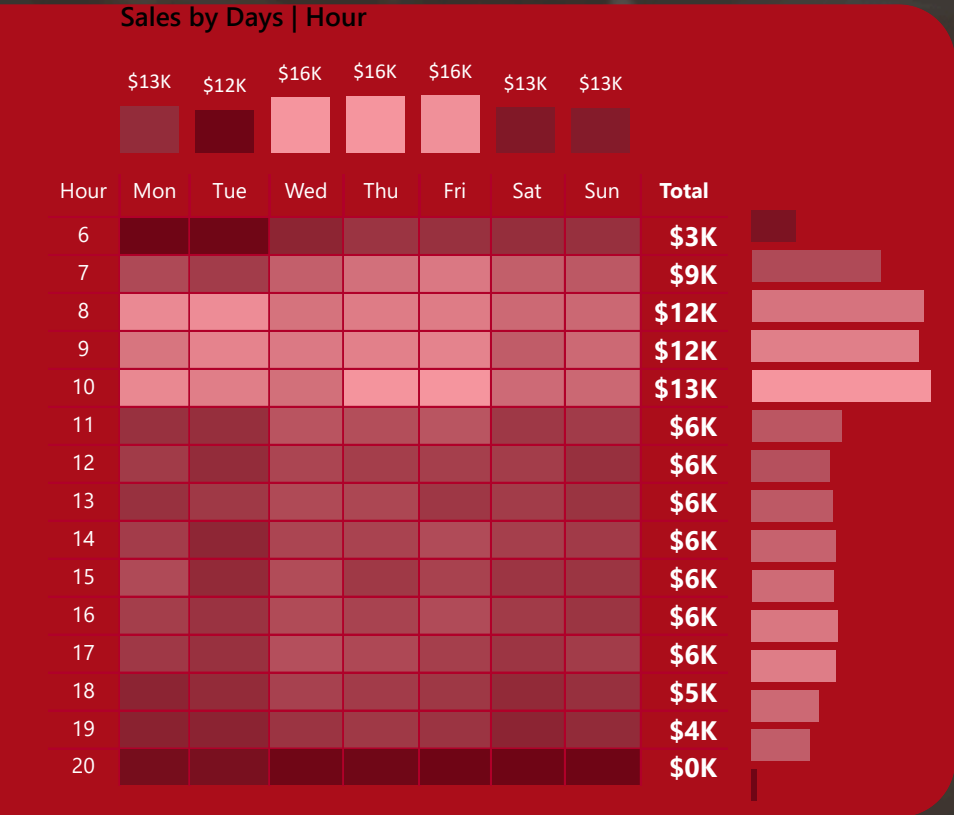 Sales by Days | Hour
$13K $12K $16K $16K $16K $13K $13K
Hour Mon Tue Wed Thu Fri Sat Sun Total
6 $3K
7 $9K
8 $12K
9 $12K
10 $13K
11 $6K
12 $6K
13 $6K
14 $6K
15 $6K
16 $6K
17 $6K
18 $5K
19 $4K
20 $0K